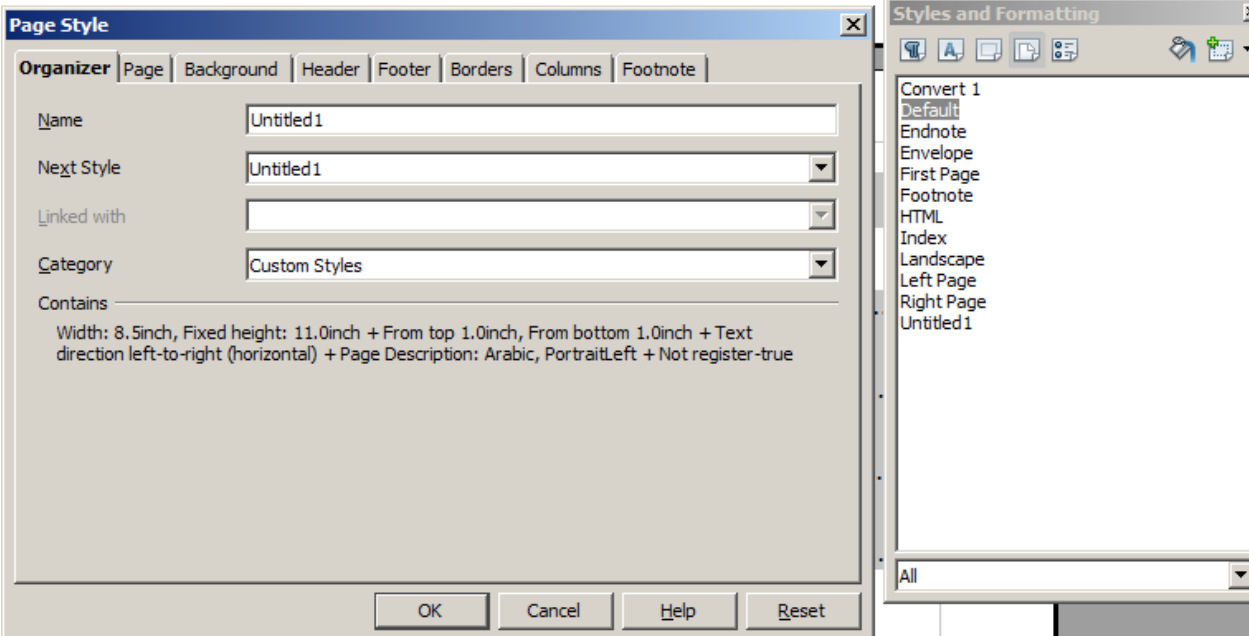 Page Style
Organizer Page Background Header Footer Borders Columns Footnote
Name Untitled1
Next Style Untitled1
Linked with
Category Custom Styles
Contains
Width: 8.5inch, Fixed height: 11.0inch + From top 1.0inch, From bottom 1.0inch + Text
direction left-to-right (horizontal) + Page Description: Arabic, PortraitLeft + Not register-true
OK Cancel Help Reset
Styles and Formatting
Convert 1
Default
Endnote
Envelope
First Page
Footnote
HTML
Index
Landscape
Left Page
Right Page
Untitled1
All